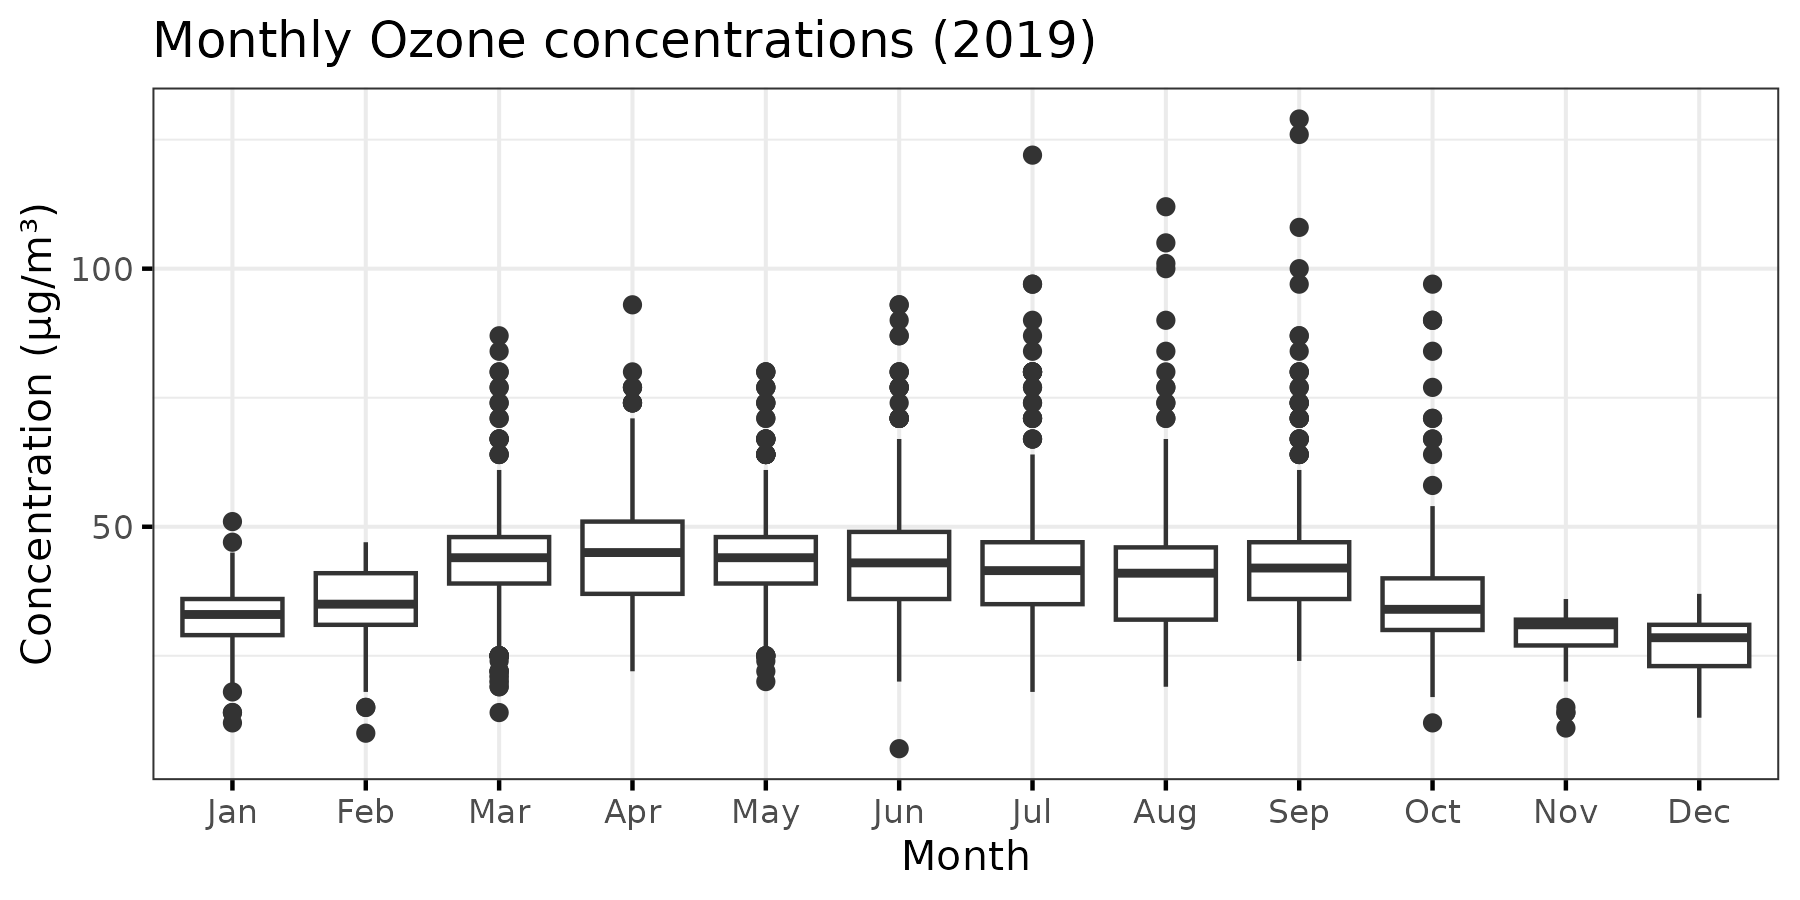 Monthly Ozone concentrations (2019)
Concentration (µg/m³)
100
50
Jan Feb Mar Apr May Jun Jul Aug Sep Oct Nov Dec
Month